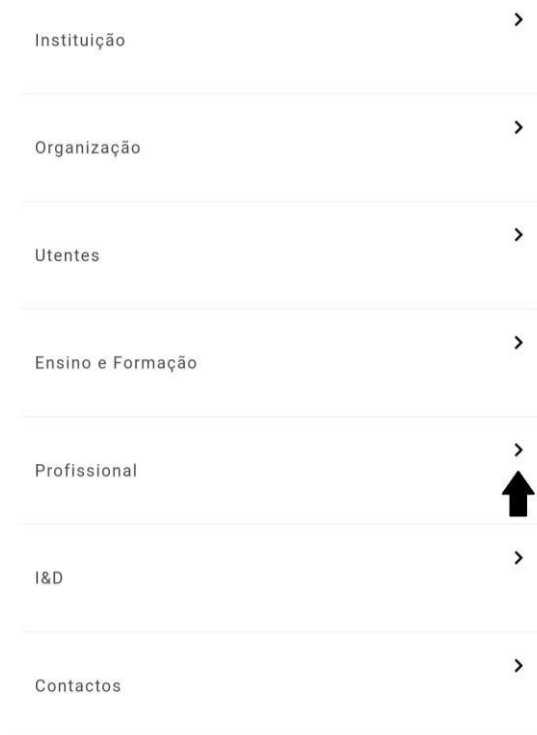 Instituição
Organização
Utentes
Ensino e Formação
Profissional
I&D
Contactos